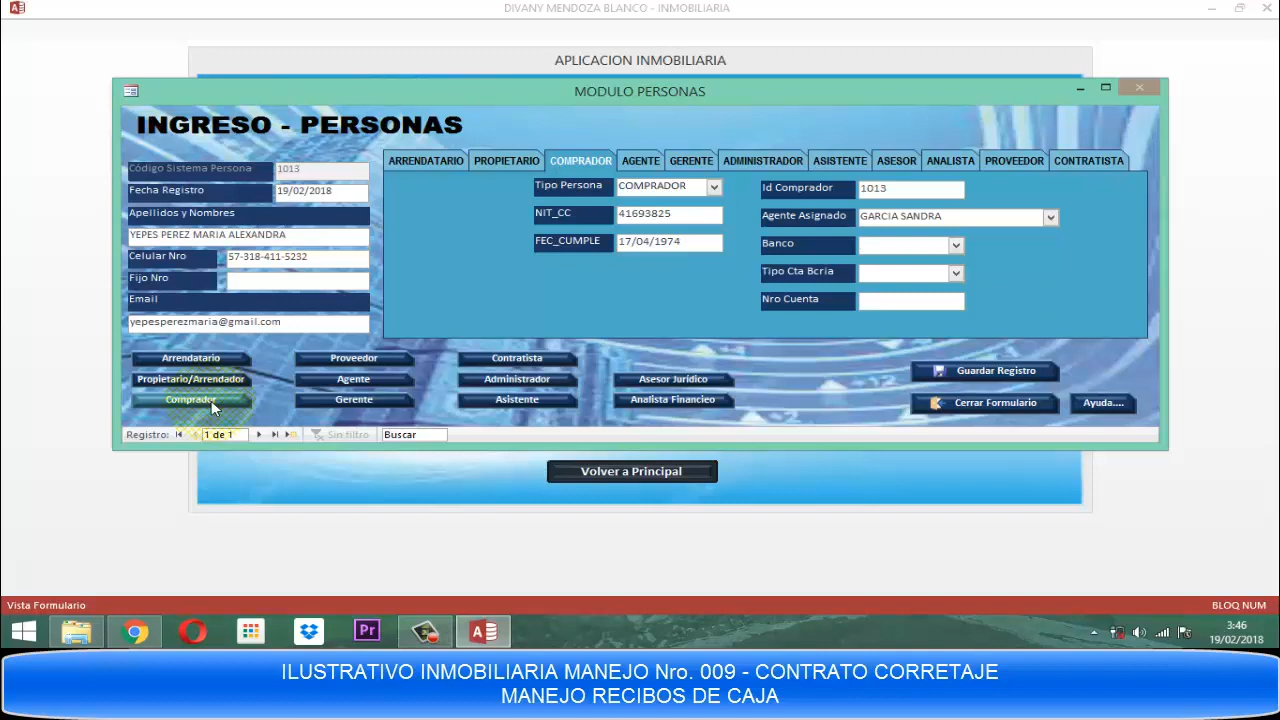 DIVANY MENDOZA BLANCO - INMOBILIARIA
APLICACION INMOBILIARIA
MODULO PERSONAS
INGRESO - PERSONAS
Código Sistema Persona 1013
Fecha Registro 19/02/2018
Apellidos y Nombres
YEPES PEREZ MARIA ALEXANDRA
Celular Nro 57-318-411-5232
Fijo Nro
Email
yepesperezmaria@gmail.com
ARRENDATARIO PROPIETARIO COMPRADOR AGENTE GERENTE ADMINISTRADOR ASISTENTE ASESOR ANALISTA PROVEEDOR CONTRATISTA
Tipo Persona COMPRADOR
NIT_CC 41693825
FEC_CUMPLE 17/04/1974
Id Comprador 1013
Agente Asignado GARCIA SANDRA
Banco
Tipo Cta Bcria
Nro Cuenta
Arrendatario Proveedor Contratista
Propietario/Arrendador Agente Administrador Asesor Jurídico
Comprador Gerente Asistente Analista Financieo
Guardar Registro
Cerrar Formulario Ayuda....
Registro: 1 de 1 Sin filtro Buscar
Volver a Principal
Vista Formulario BLOQ NUM
Pr
3:46
19/02/2018
ILUSTRATIVO INMOBILIARIA MANEJO Nro. 009 - CONTRATO CORRETAJE
MANEJO RECIBOS DE CAJA